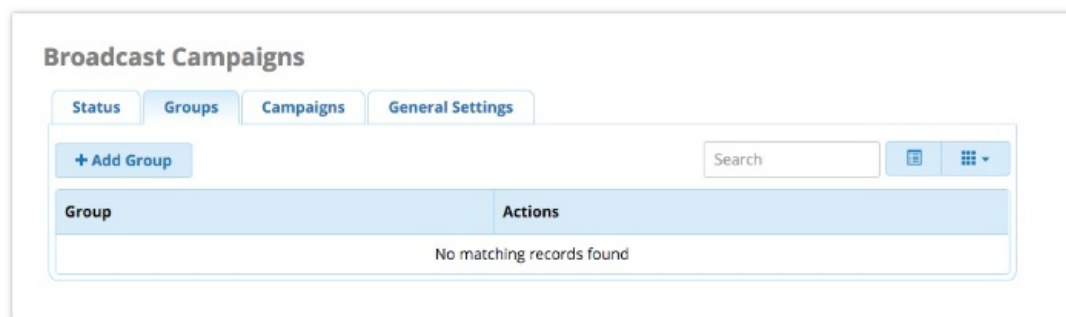 Broadcast Campaigns
Status Groups Campaigns General Settings
+ Add Group Search
Group Actions
No matching records found